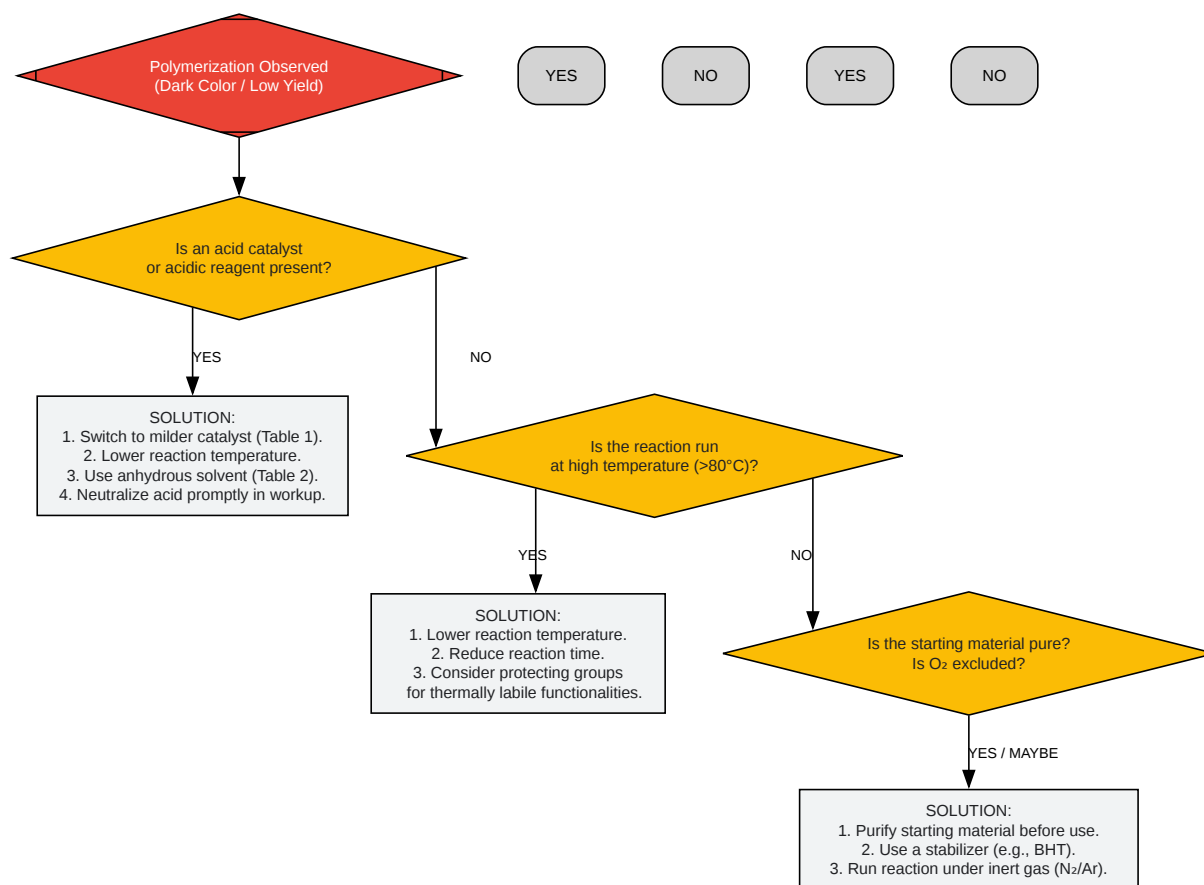 Polymerization Observed
(Dark Color / Low Yield)
YES
NO
YES
NO
Is an acid catalyst
or acidic reagent present?
YES
NO
SOLUTION:
1. Switch to milder catalyst (Table 1).
2. Lower reaction temperature.
3. Use anhydrous solvent (Table 2).
4. Neutralize acid promptly in workup.
Is the reaction run
at high temperature (>80°C)?
YES
NO
SOLUTION:
1. Lower reaction temperature.
2. Reduce reaction time.
3. Consider protecting groups
for thermally labile functionalities.
Is the starting material pure?
Is O₂ excluded?
YES / MAYBE
SOLUTION:
1. Purify starting material before use.
2. Use a stabilizer (e.g., BHT).
3. Run reaction under inert gas (N₂/Ar).